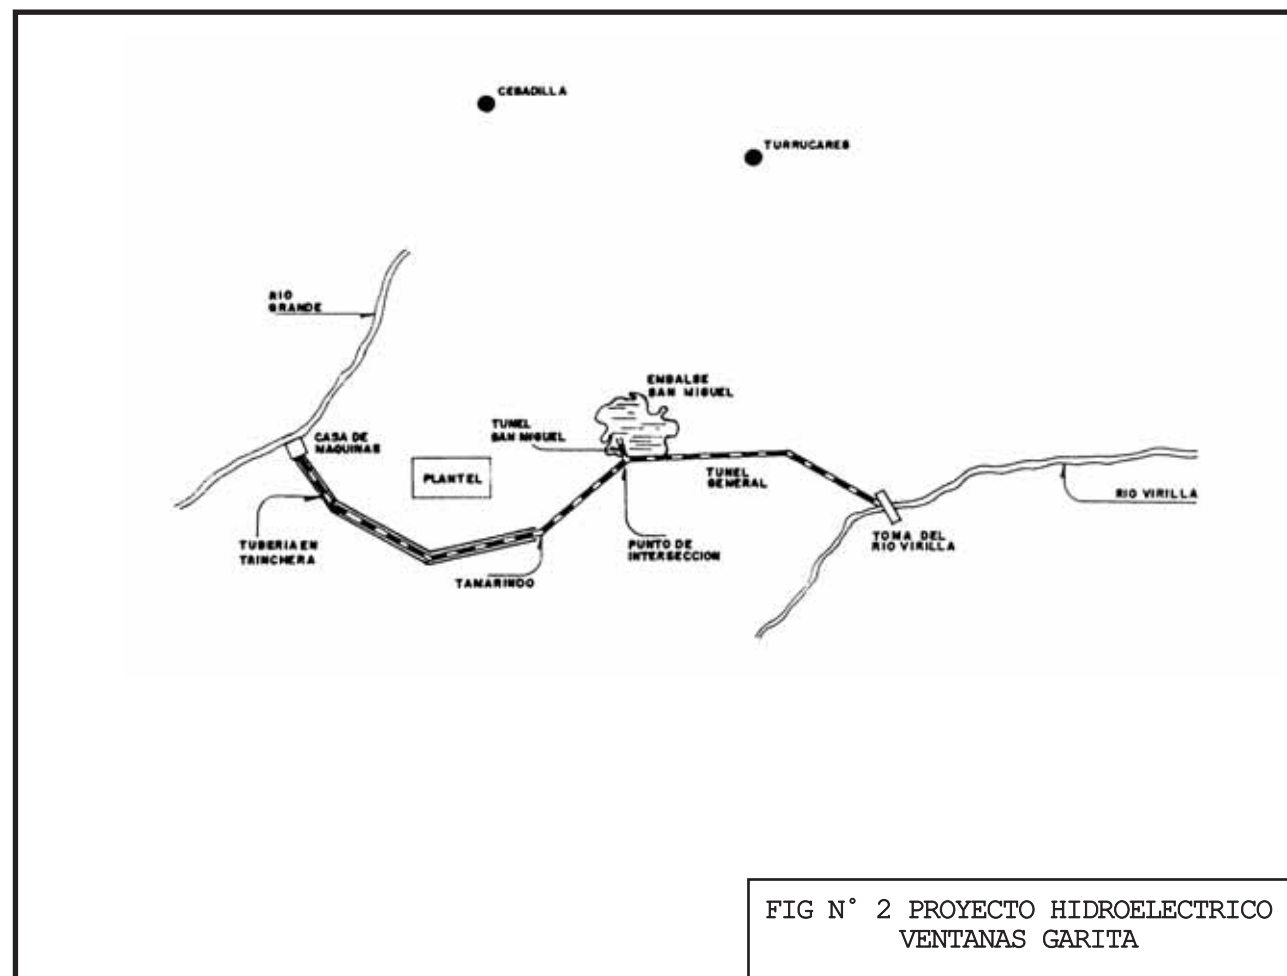 CEBADILLA
TURRUCARES
RIO
GRANDE
EMBALSE
SAN MIGUEL
TUNEL
SAN MIGUEL
CASA DE
MAQUINAS
PLANTEL
TUNEL
GENERAL
RIO VIRILLA
TOMA DEL
RIO VIRILLA
TUBERIA EN
TRINCHERA
PUNTO DE
INTERSECCION
TAMARINDO
FIG N° 2 PROYECTO HIDROELECTRICO
VENTANAS GARITA